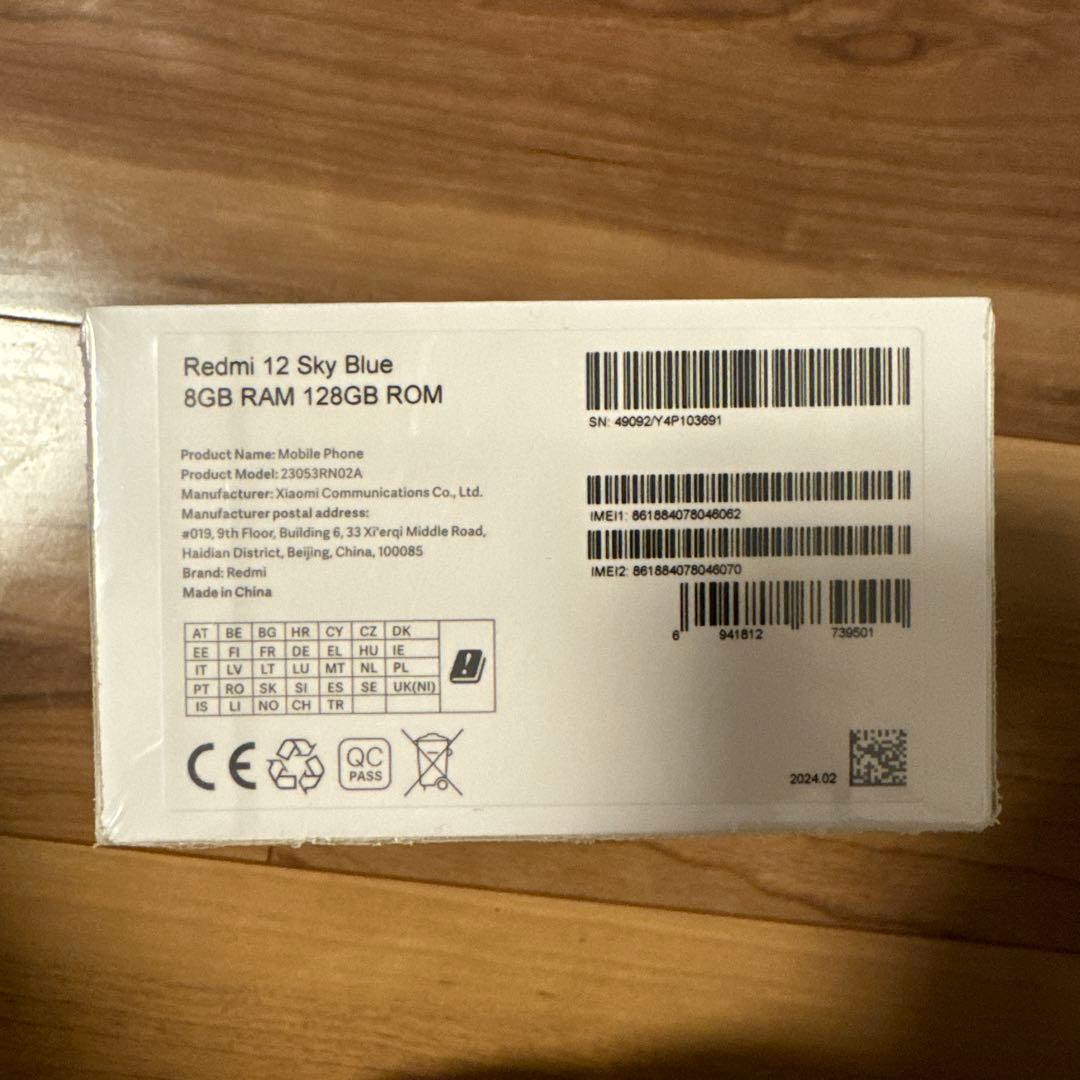 Redmi 12 Sky Blue
8GB RAM 128GB ROM
Product Name: Mobile Phone
Product Model: 23053RN02A
Manufacturer: Xiaomi Communications Co., Ltd.
Manufacturer postal address:
#019, 9th Floor, Building 6, 33 Xi'erqi Middle Road,
Haidian District, Beijing, China, 100085
Brand: Redmi
Made in China
AT BE BG HR CY CZ DK
EE FI FR DE EL HU IE
IT LV LT LU MT NL PL
PT RO SK SI ES SE UK(NI)
IS LI NO CH TR
CE
QC
PASS
SN: 49092/Y4P103691
IMEI1: 861884078046062
IMEI2: 861884078046070
6 941812 739501
2024.02